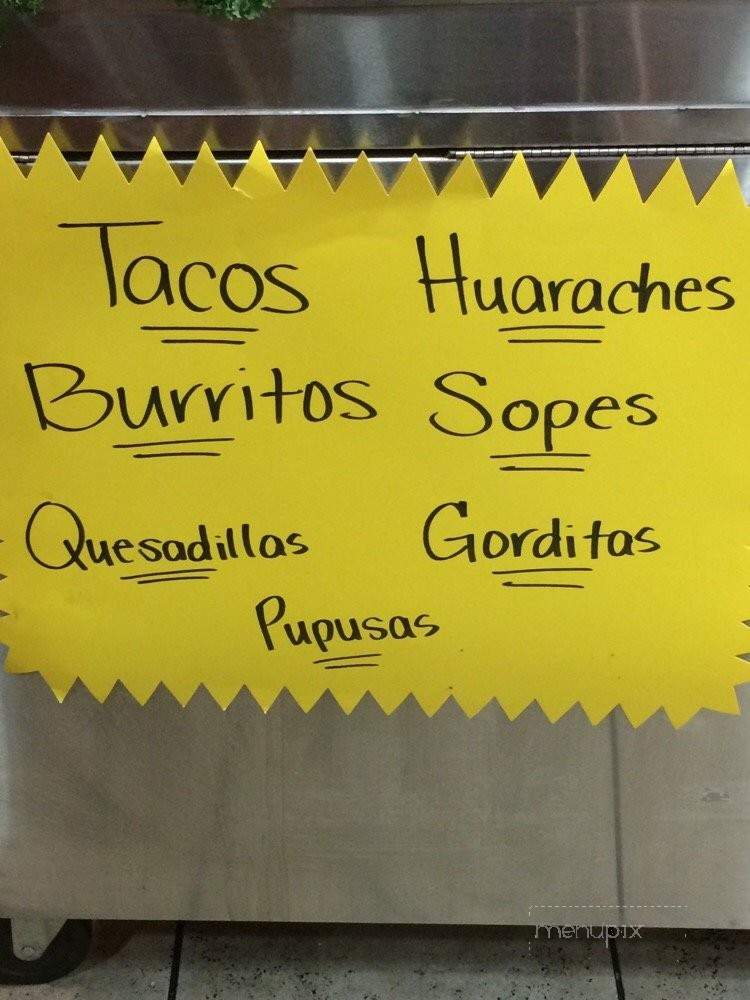 Tacos Huaraches
Burritos Sopes
Quesadillas Gorditas
Pupusas
menupix